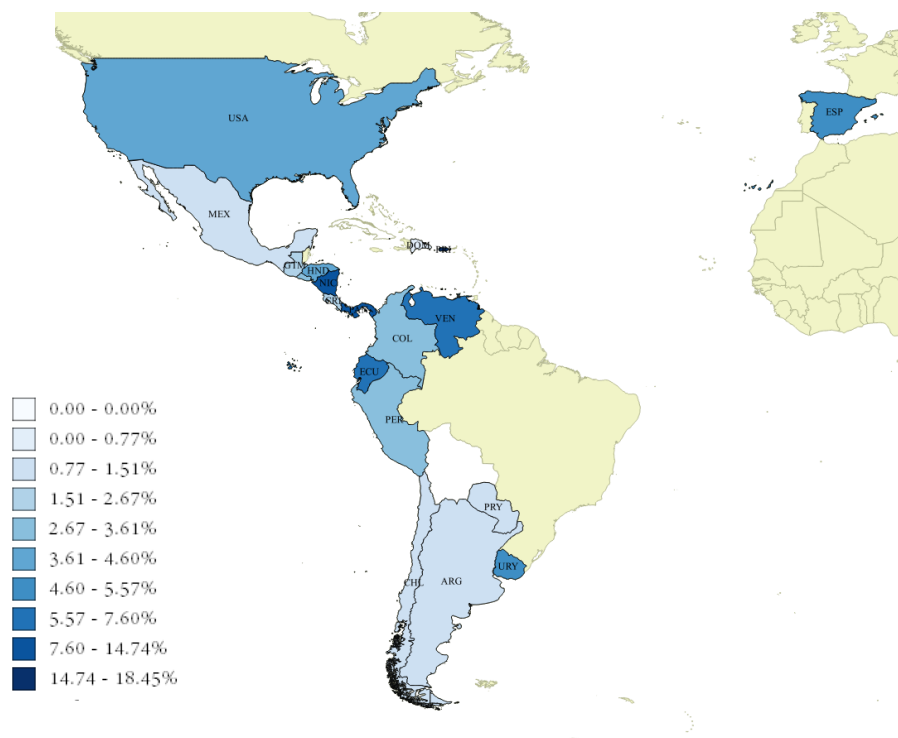 USA
ESP
MEX
DOM
PRI
GTM
HND
NIC
CRI
VEN
COL
ECU
PER
PRY
URY
CHL
ARG
0.00 - 0.00%
0.00 - 0.77%
0.77 - 1.51%
1.51 - 2.67%
2.67 - 3.61%
3.61 - 4.60%
4.60 - 5.57%
5.57 - 7.60%
7.60 - 14.74%
14.74 - 18.45%